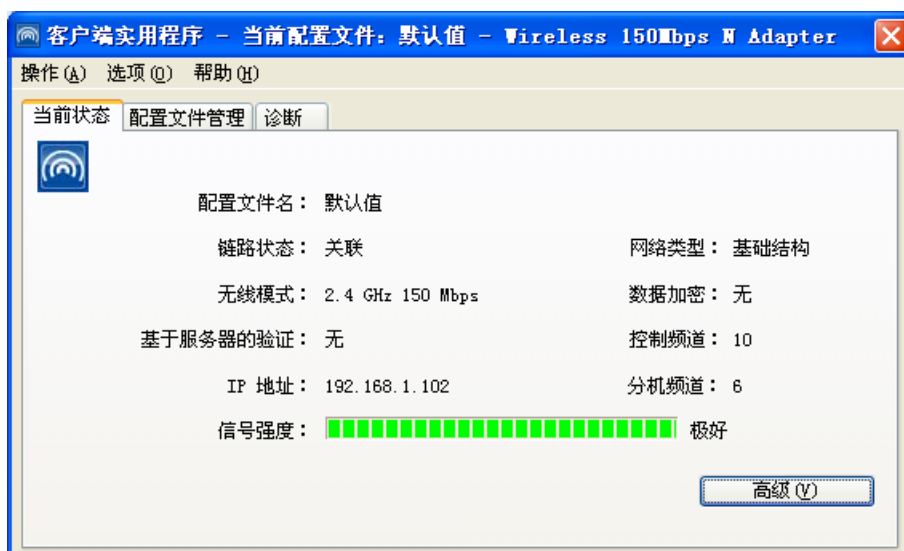 客户端实用程序 - 当前配置文件: 默认值 - Wireless 150Mbps N Adapter
操作(A) 选项(O) 帮助(H)
当前状态 配置文件管理 诊断
配置文件名: 默认值
链路状态: 关联 网络类型: 基础结构
无线模式: 2.4 GHz 150 Mbps 数据加密: 无
基于服务器的验证: 无 控制频道: 10
IP 地址: 192.168.1.102 分机频道: 6
信号强度: 极好
高级(V)